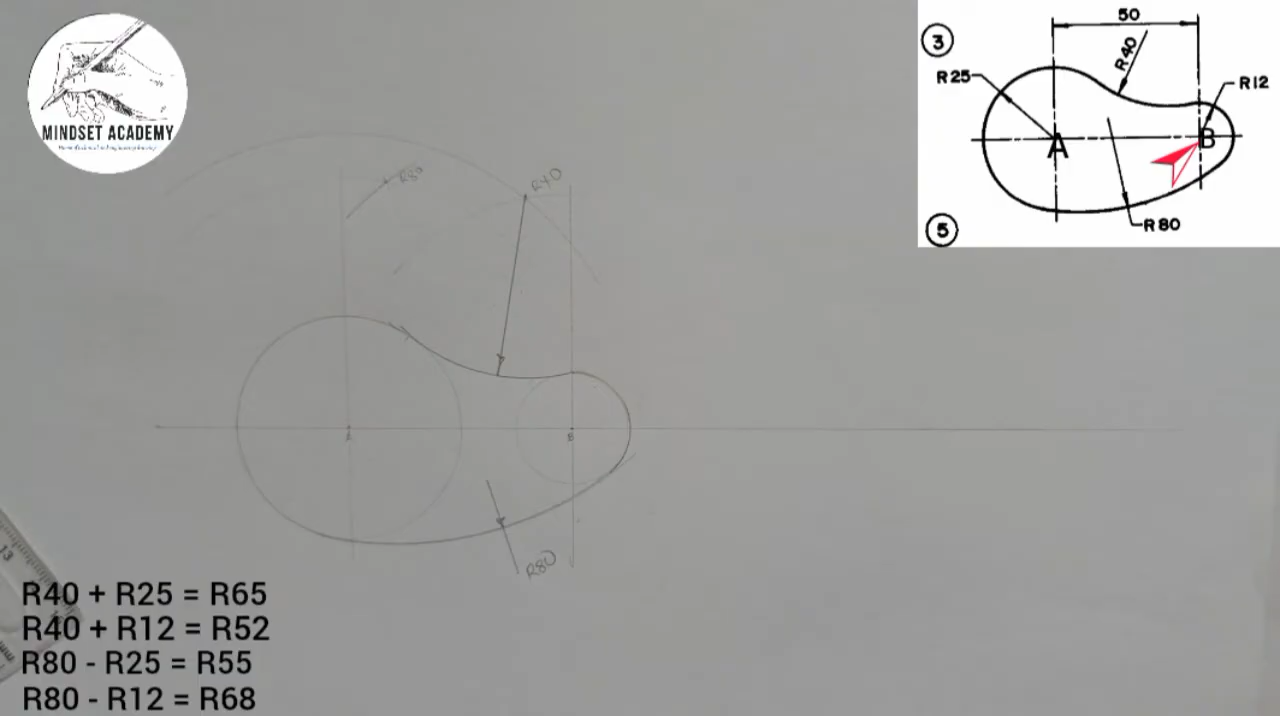 MINDSET ACADEMY
3
50
R40
R25
R12
A
B
R80
5
R80
R40
A
B
R80
13
R40 + R25 = R65
R40 + R12 = R52
R80 - R25 = R55
R80 - R12 = R68